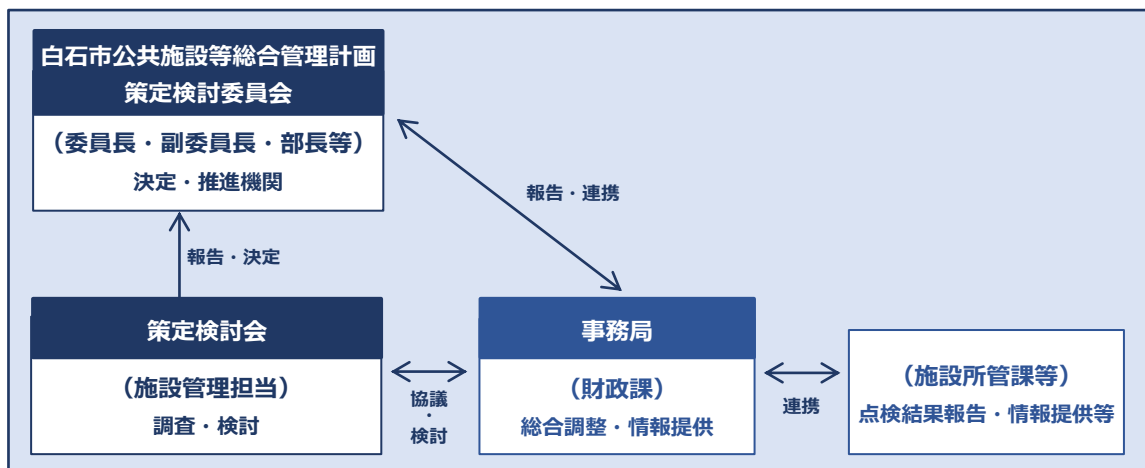 白石市公共施設等総合管理計画
策定検討委員会
（委員長・副委員長・部長等）
決定・推進機関
報告・連携
報告・決定
策定検討会
（施設管理担当）
調査・検討
協議
・
検討
事務局
（財政課）
総合調整・情報提供
連携
（施設所管課等）
点検結果報告・情報提供等